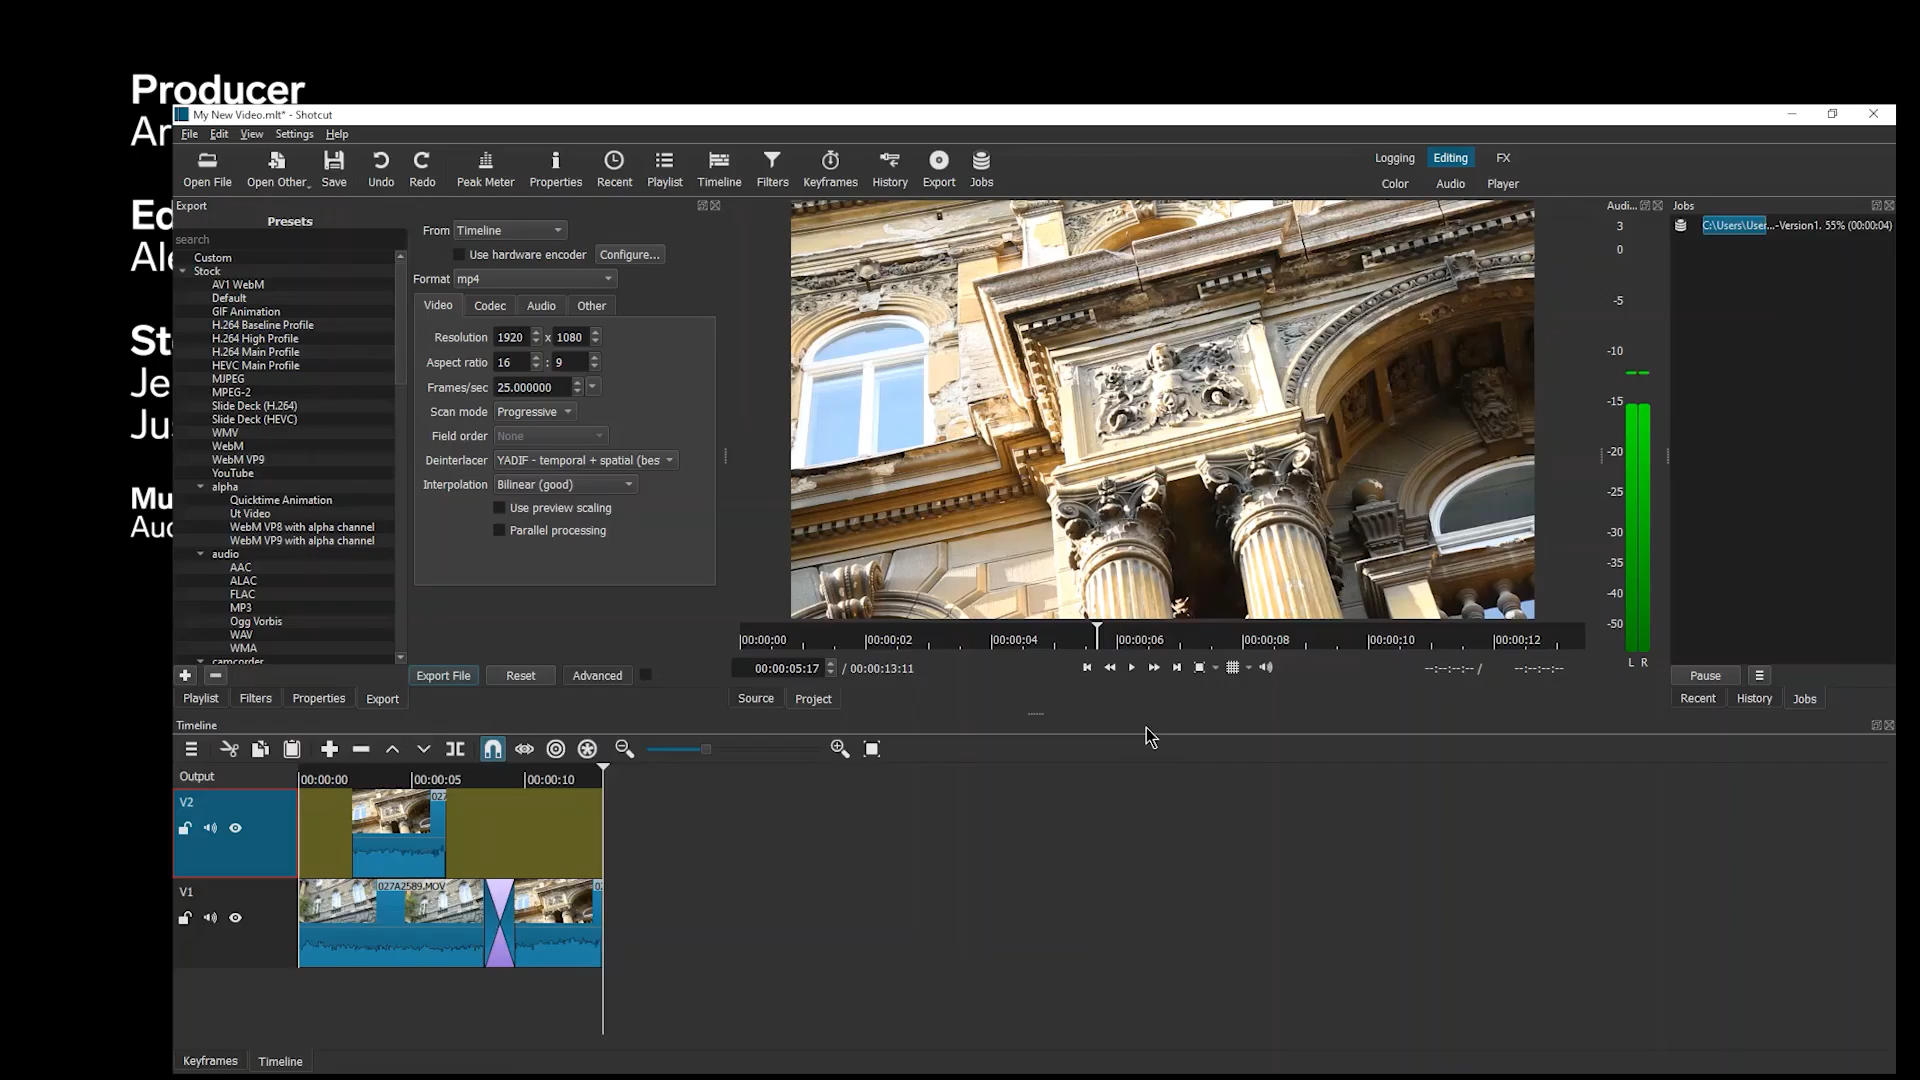 Producer
Ar
Ed
Ale
St
Je
Jus
Mu
Aud
My New Video.mlt* - Shotcut
File Edit View Settings Help
Open File Open Other Save Undo Redo Peak Meter Properties Recent Playlist Timeline Filters Keyframes History Export Jobs
Logging Editing FX
Color Audio Player
Export
Presets
search
Custom
Stock
AV1 WebM
Default
GIF Animation
H.264 Baseline Profile
H.264 High Profile
H.264 Main Profile
HEVC Main Profile
MJPEG
MPEG-2
Slide Deck (H.264)
Slide Deck (HEVC)
WMV
WebM
WebM VP9
YouTube
alpha
Quicktime Animation
Ut Video
WebM VP8 with alpha channel
WebM VP9 with alpha channel
audio
AAC
ALAC
FLAC
MP3
Ogg Vorbis
WAV
WMA
camcorder
From Timeline
Use hardware encoder Configure...
Format mp4
Video Codec Audio Other
Resolution 1920 x 1080
Aspect ratio 16 : 9
Frames/sec 25.000000
Scan mode Progressive
Field order None
Deinterlacer YADIF - temporal + spatial (bes
Interpolation Bilinear (good)
Use preview scaling
Parallel processing
Export File Reset Advanced
Playlist Filters Properties Export
00:00:00 00:00:02 00:00:04 00:00:06 00:00:08 00:00:10 00:00:12
00:00:05:17 / 00:00:13:11 --:--:--:-- / --:--:--:--
Source Project
Audi...
3
0
-5
-10
-15
-20
-25
-30
-35
-40
-50
L R
Jobs
C:\Users\User...-Version1. 55% (00:00:04)
Pause
Recent History Jobs
Timeline
Output 00:00:00 00:00:05 00:00:10
V2
027
V1
027A2589.MOV
02
Keyframes Timeline